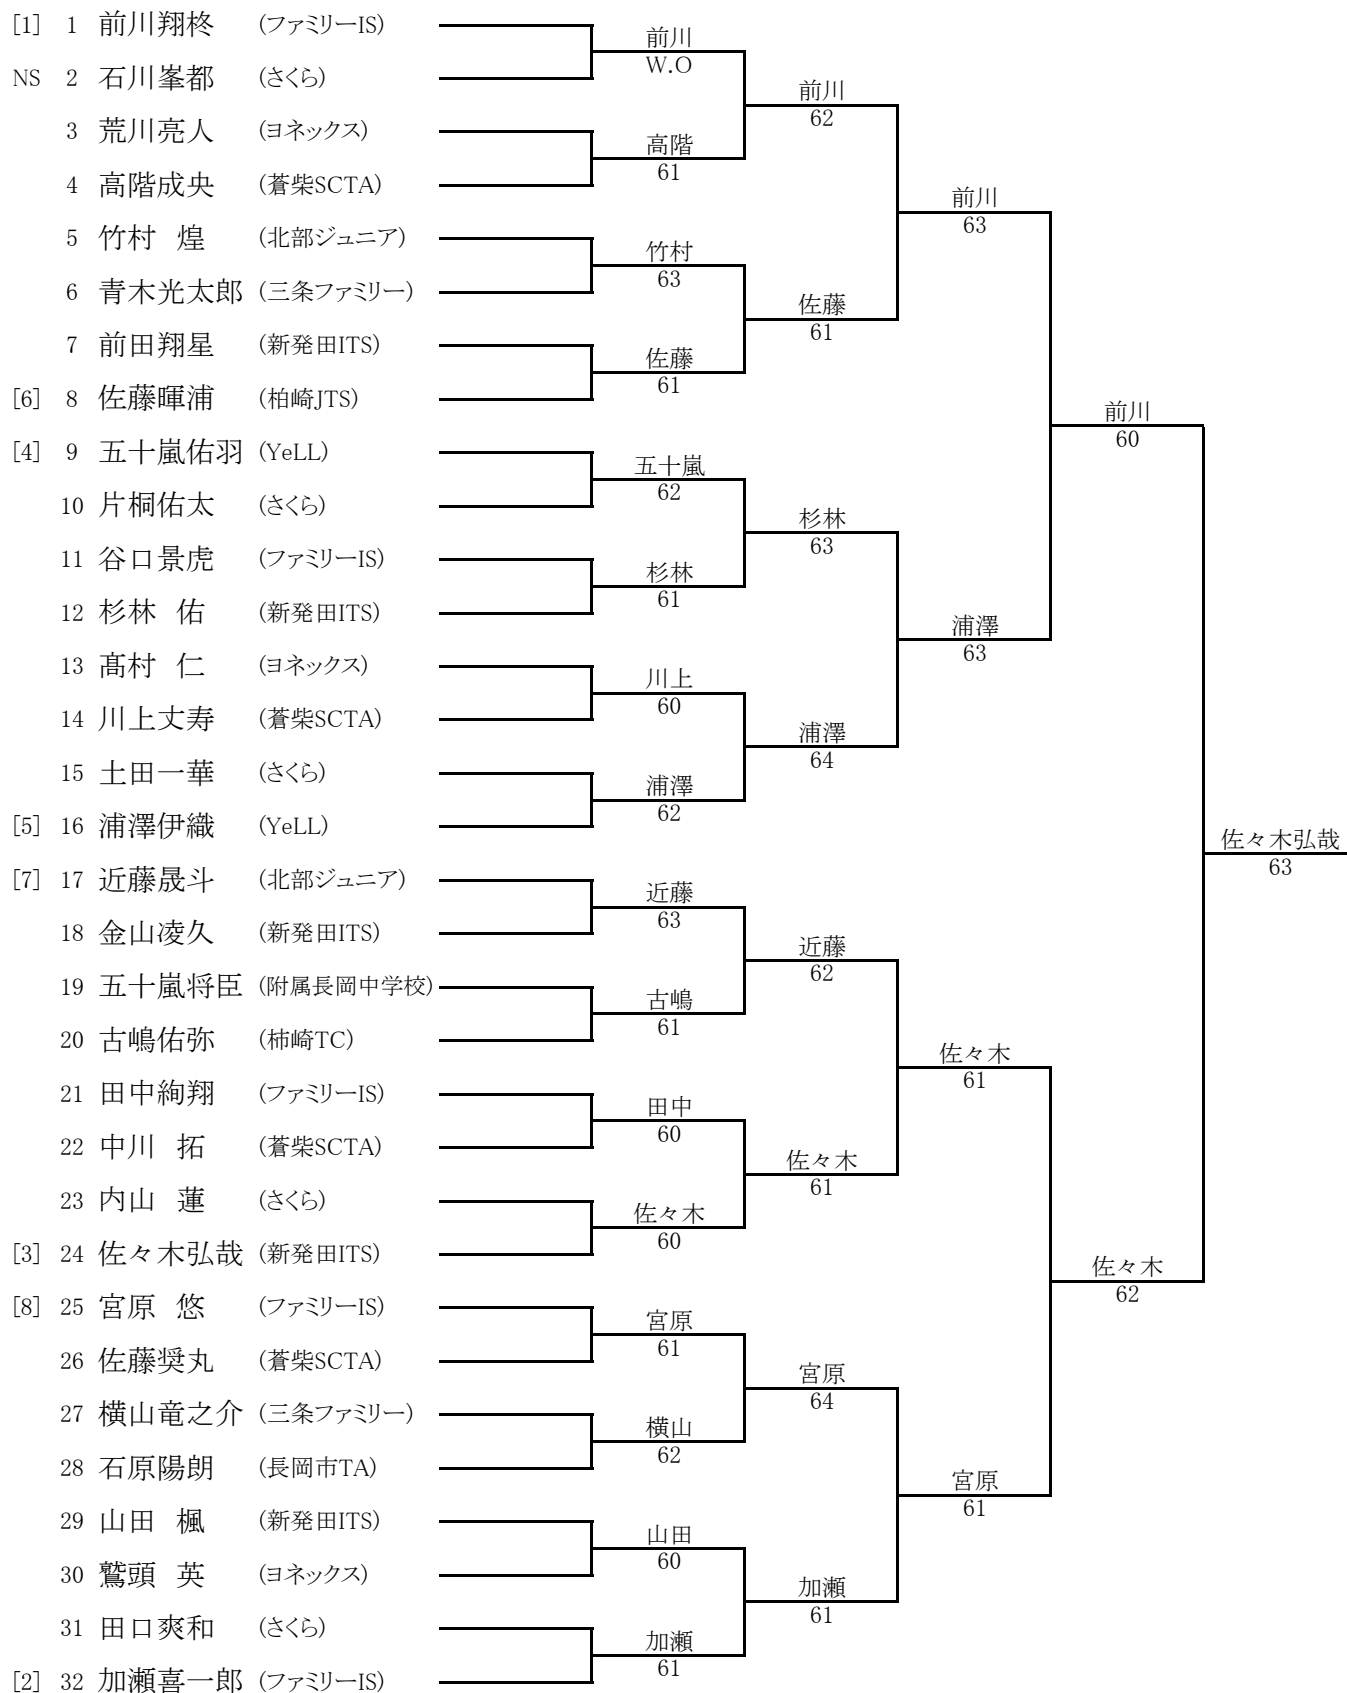 [1] 1 前川翔柊 (ファミリーIS)
NS 2 石川峯都 (さくら)
3 荒川亮人 (ヨネックス)
4 高階成央 (蒼柴SCTA)
5 竹村 煌 (北部ジュニア)
6 青木光太郎 (三条ファミリー)
7 前田翔星 (新発田ITS)
[6] 8 佐藤暉浦 (柏崎JTS)
[4] 9 五十嵐佑羽 (YeLL)
10 片桐佑太 (さくら)
11 谷口景虎 (ファミリーIS)
12 杉林 佑 (新発田ITS)
13 髙村 仁 (ヨネックス)
14 川上丈寿 (蒼柴SCTA)
15 土田一華 (さくら)
[5] 16 浦澤伊織 (YeLL)
[7] 17 近藤晟斗 (北部ジュニア)
18 金山凌久 (新発田ITS)
19 五十嵐将臣 (附属長岡中学校)
20 古嶋佑弥 (柿崎TC)
21 田中絢翔 (ファミリーIS)
22 中川 拓 (蒼柴SCTA)
23 内山 蓮 (さくら)
[3] 24 佐々木弘哉 (新発田ITS)
[8] 25 宮原 悠 (ファミリーIS)
26 佐藤奨丸 (蒼柴SCTA)
27 横山竜之介 (三条ファミリー)
28 石原陽朗 (長岡市TA)
29 山田 楓 (新発田ITS)
30 鷲頭 英 (ヨネックス)
31 田口爽和 (さくら)
[2] 32 加瀬喜一郎 (ファミリーIS)
前川
W.O
高階
61
竹村
63
佐藤
61
五十嵐
62
杉林
61
川上
60
浦澤
62
近藤
63
古嶋
61
田中
60
佐々木
60
宮原
61
横山
62
山田
60
加瀬
61
前川
62
佐藤
61
杉林
63
浦澤
64
近藤
62
佐々木
61
宮原
64
加瀬
61
前川
63
浦澤
63
佐々木
61
宮原
61
前川
60
佐々木
62
佐々木弘哉
63